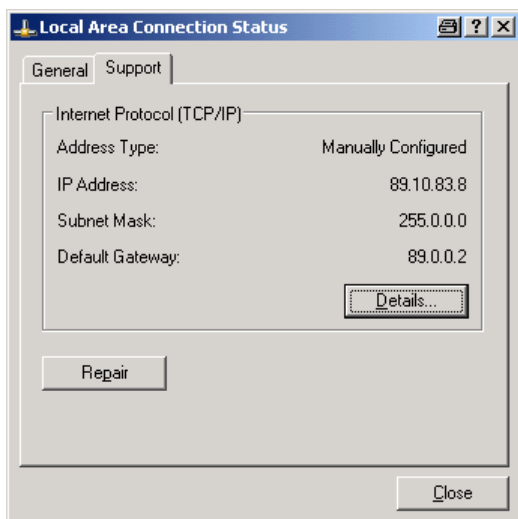 Local Area Connection Status
General Support
Internet Protocol (TCP/IP)
Address Type: Manually Configured
IP Address: 89.10.83.8
Subnet Mask: 255.0.0.0
Default Gateway: 89.0.0.2
Details...
Repair
Close